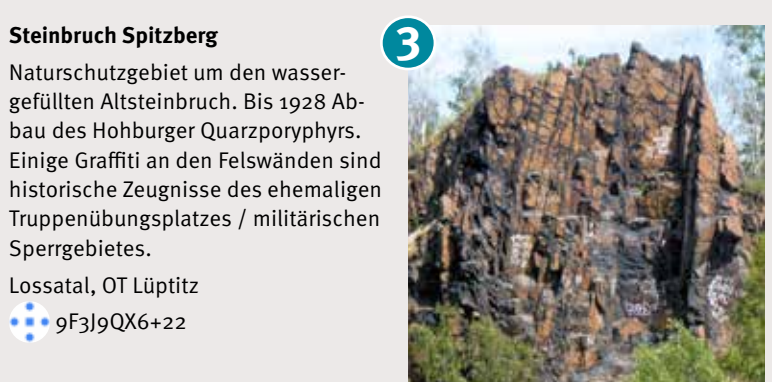 Steinbruch Spitzberg
3
Naturschutzgebiet um den wasser-
gefüllten Altsteinbruch. Bis 1928 Ab-
bau des Hohburger Quarzporyphyrs.
Einige Graffiti an den Felswänden sind
historische Zeugnisse des ehemaligen
Truppenübungsplatzes / militärischen
Sperrgebietes.
Lossatal, OT Lüptitz
9F3J9QX6+22